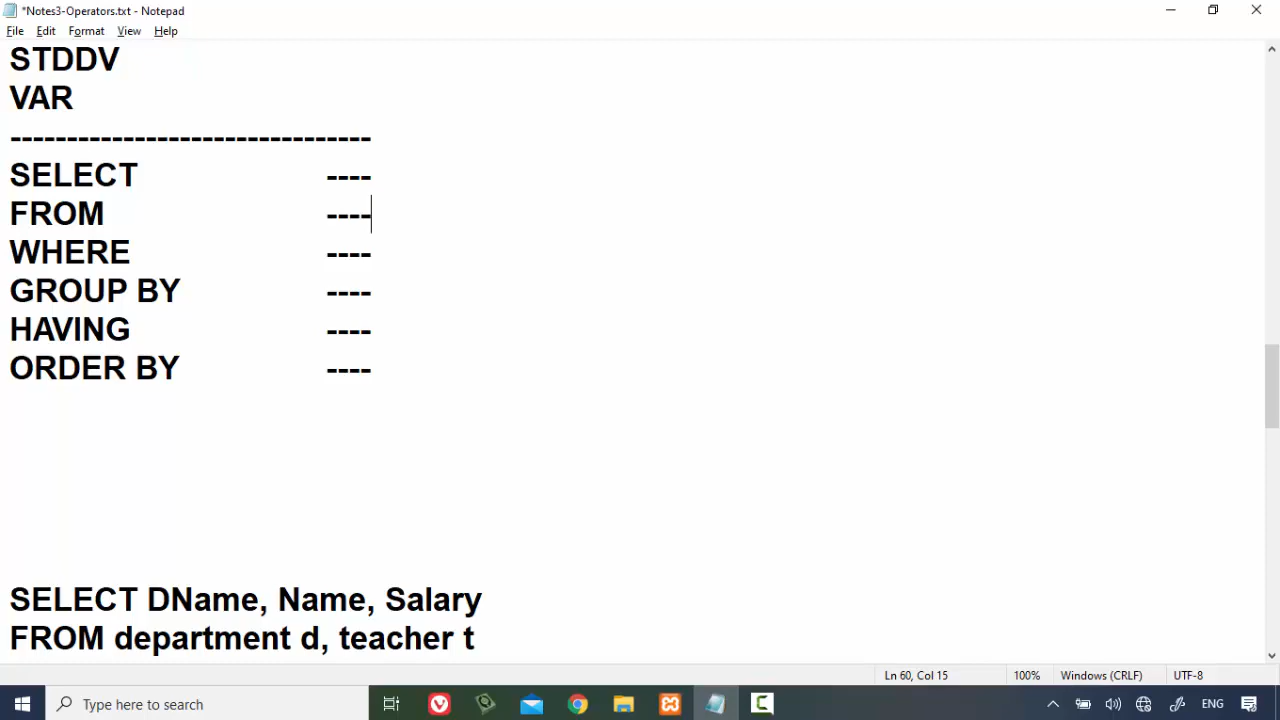 *Notes3-Operators.txt - Notepad
File Edit Format View Help
STDDV
VAR
--------------------------------
SELECT ----
FROM ----
WHERE ----
GROUP BY ----
HAVING ----
ORDER BY ----
SELECT DName, Name, Salary
FROM department d, teacher t
Ln 60, Col 15 100% Windows (CRLF) UTF-8
Type here to search
ENG